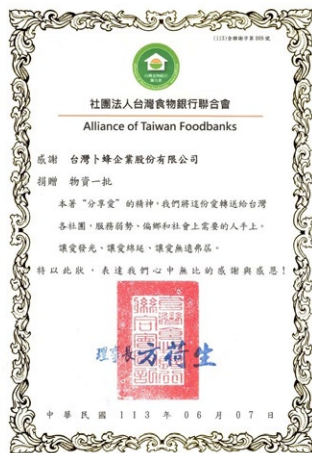 (113)食聯謝字第009號
社團法人台灣食物銀行聯合會
Alliance of Taiwan Foodbanks
感謝 台灣卜蜂企業股份有限公司
捐贈 物資一批
本著“分享愛”的精神，我們將這份愛轉送給台灣
各社團，服務弱勢、偏鄉和社會上需要的人手上。
讓愛發光、讓愛綿延、讓愛無遠弗屆。
特以此狀，表達我們心中無比的感謝與感恩！
理事長 方荷生
中華民國 113 年 06 月 07 日